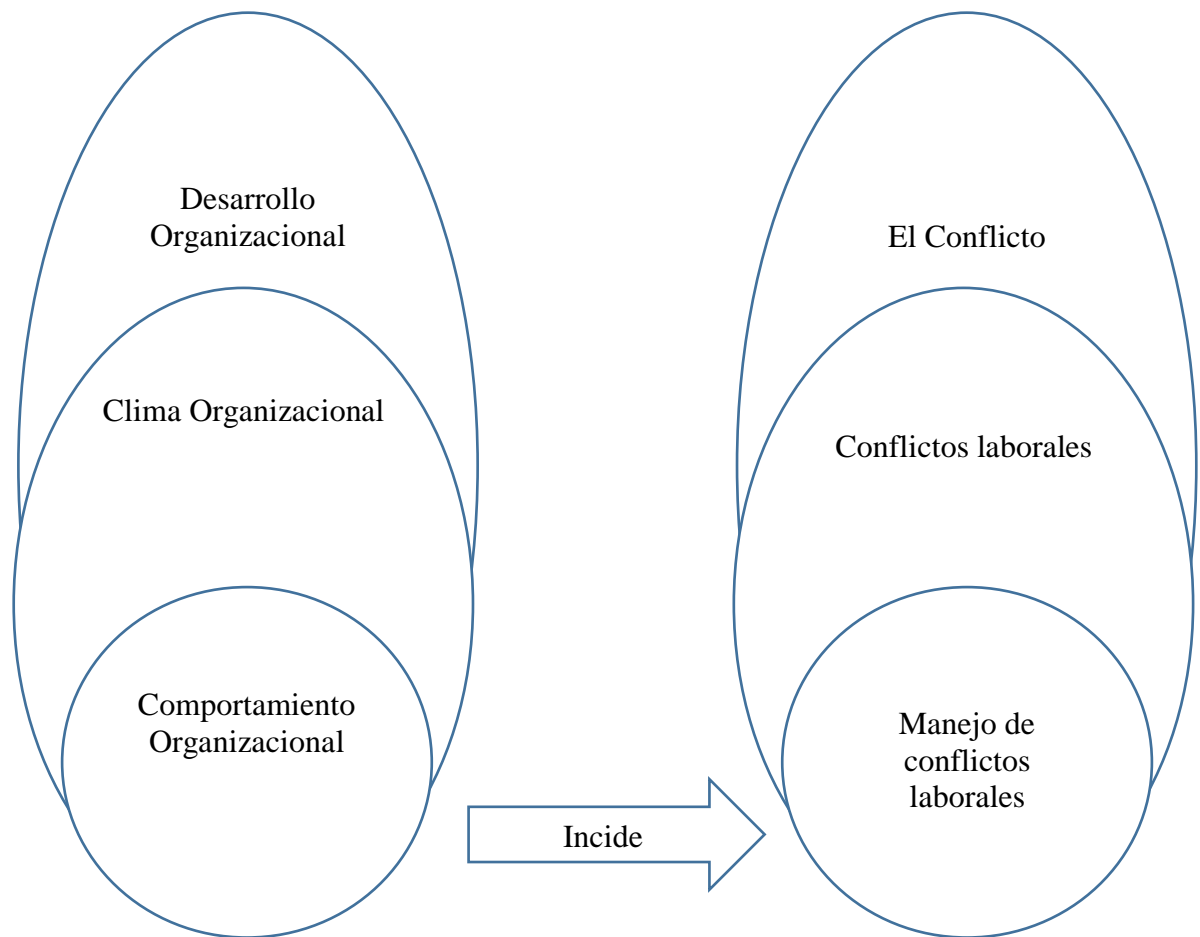 Desarrollo
Organizacional
Clima Organizacional
Comportamiento
Organizacional
Incide
El Conflicto
Conflictos laborales
Manejo de
conflictos
laborales